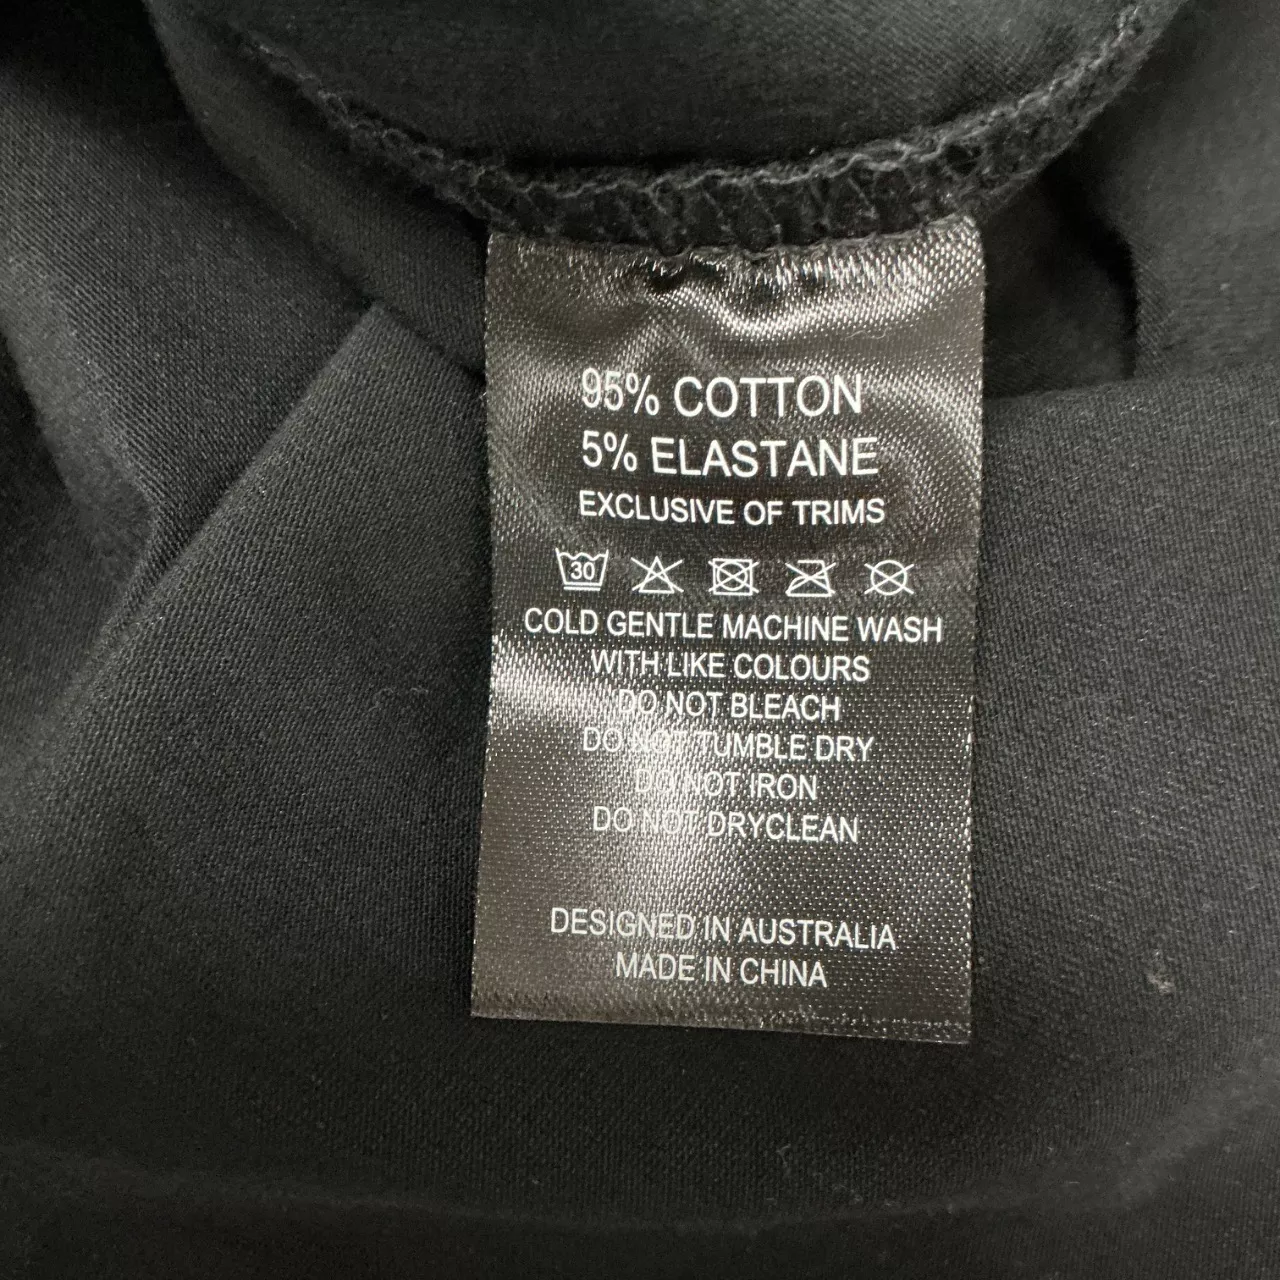 95% COTTON
5% ELASTANE
EXCLUSIVE OF TRIMS
30
COLD GENTLE MACHINE WASH
WITH LIKE COLOURS
DO NOT BLEACH
DO NOT TUMBLE DRY
DO NOT IRON
DO NOT DRYCLEAN
DESIGNED IN AUSTRALIA
MADE IN CHINA